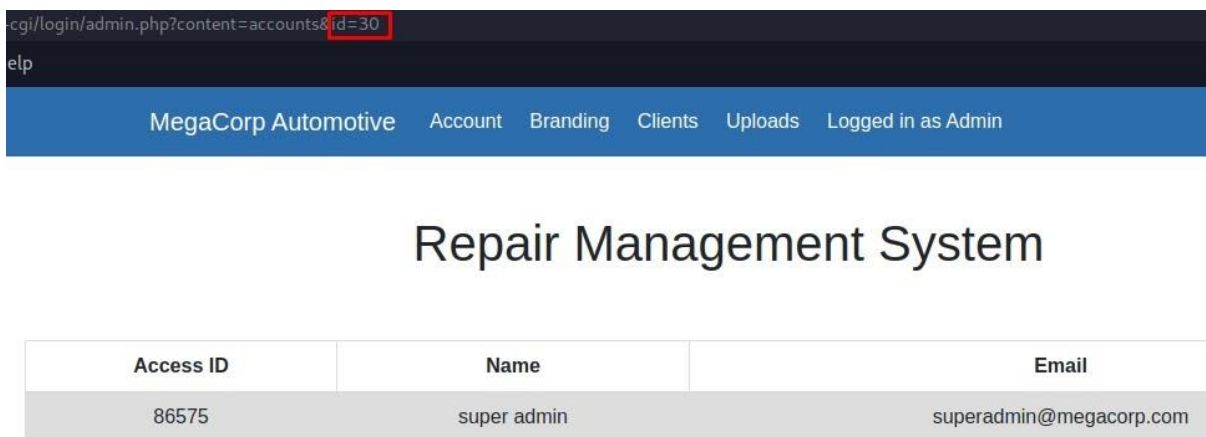 -cgi/login/admin.php?content=accounts&id=30
elp
MegaCorp Automotive Account Branding Clients Uploads Logged in as Admin
Repair Management System
Access ID Name Email
86575 super admin superadmin@megacorp.com